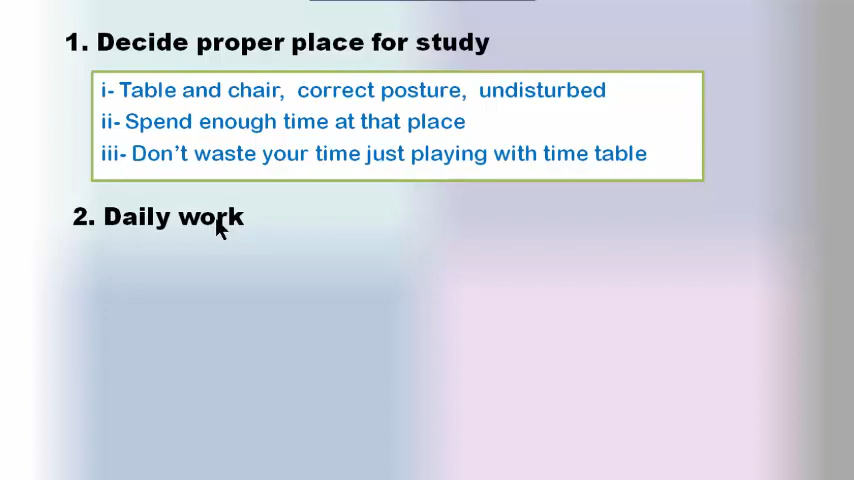 1. Decide proper place for study
i- Table and chair, correct posture, undisturbed
ii- Spend enough time at that place
iii- Don’t waste your time just playing with time table
2. Daily work